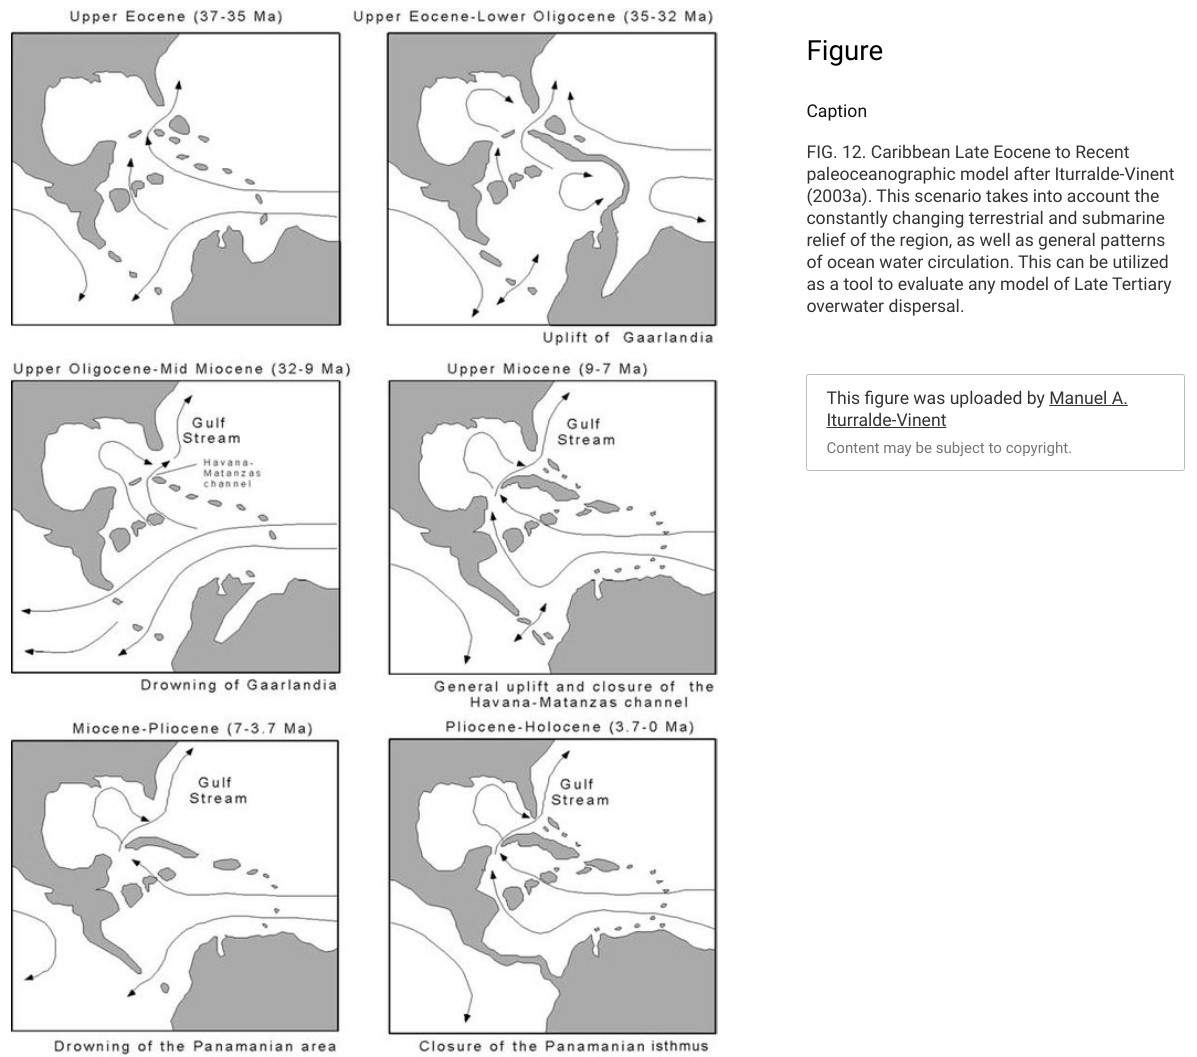 Upper Eocene (37-35 Ma)
Upper Eocene-Lower Oligocene (35-32 Ma)
Uplift of Gaarlandia
Upper Oligocene-Mid Miocene (32-9 Ma)
Gulf
Stream
Havana-
Matanzas
channel
Drowning of Gaarlandia
Upper Miocene (9-7 Ma)
Gulf
Stream
General uplift and closure of the
Havana-Matanzas channel
Miocene-Pliocene (7-3.7 Ma)
Gulf
Stream
Drowning of the Panamanian area
Pliocene-Holocene (3.7-0 Ma)
Gulf
Stream
Closure of the Panamanian isthmus
Figure
Caption
FIG. 12. Caribbean Late Eocene to Recent
paleoceanographic model after Iturralde-Vinent
(2003a). This scenario takes into account the
constantly changing terrestrial and submarine
relief of the region, as well as general patterns
of ocean water circulation. This can be utilized
as a tool to evaluate any model of Late Tertiary
overwater dispersal.
This figure was uploaded by Manuel A.
Iturralde-Vinent
Content may be subject to copyright.